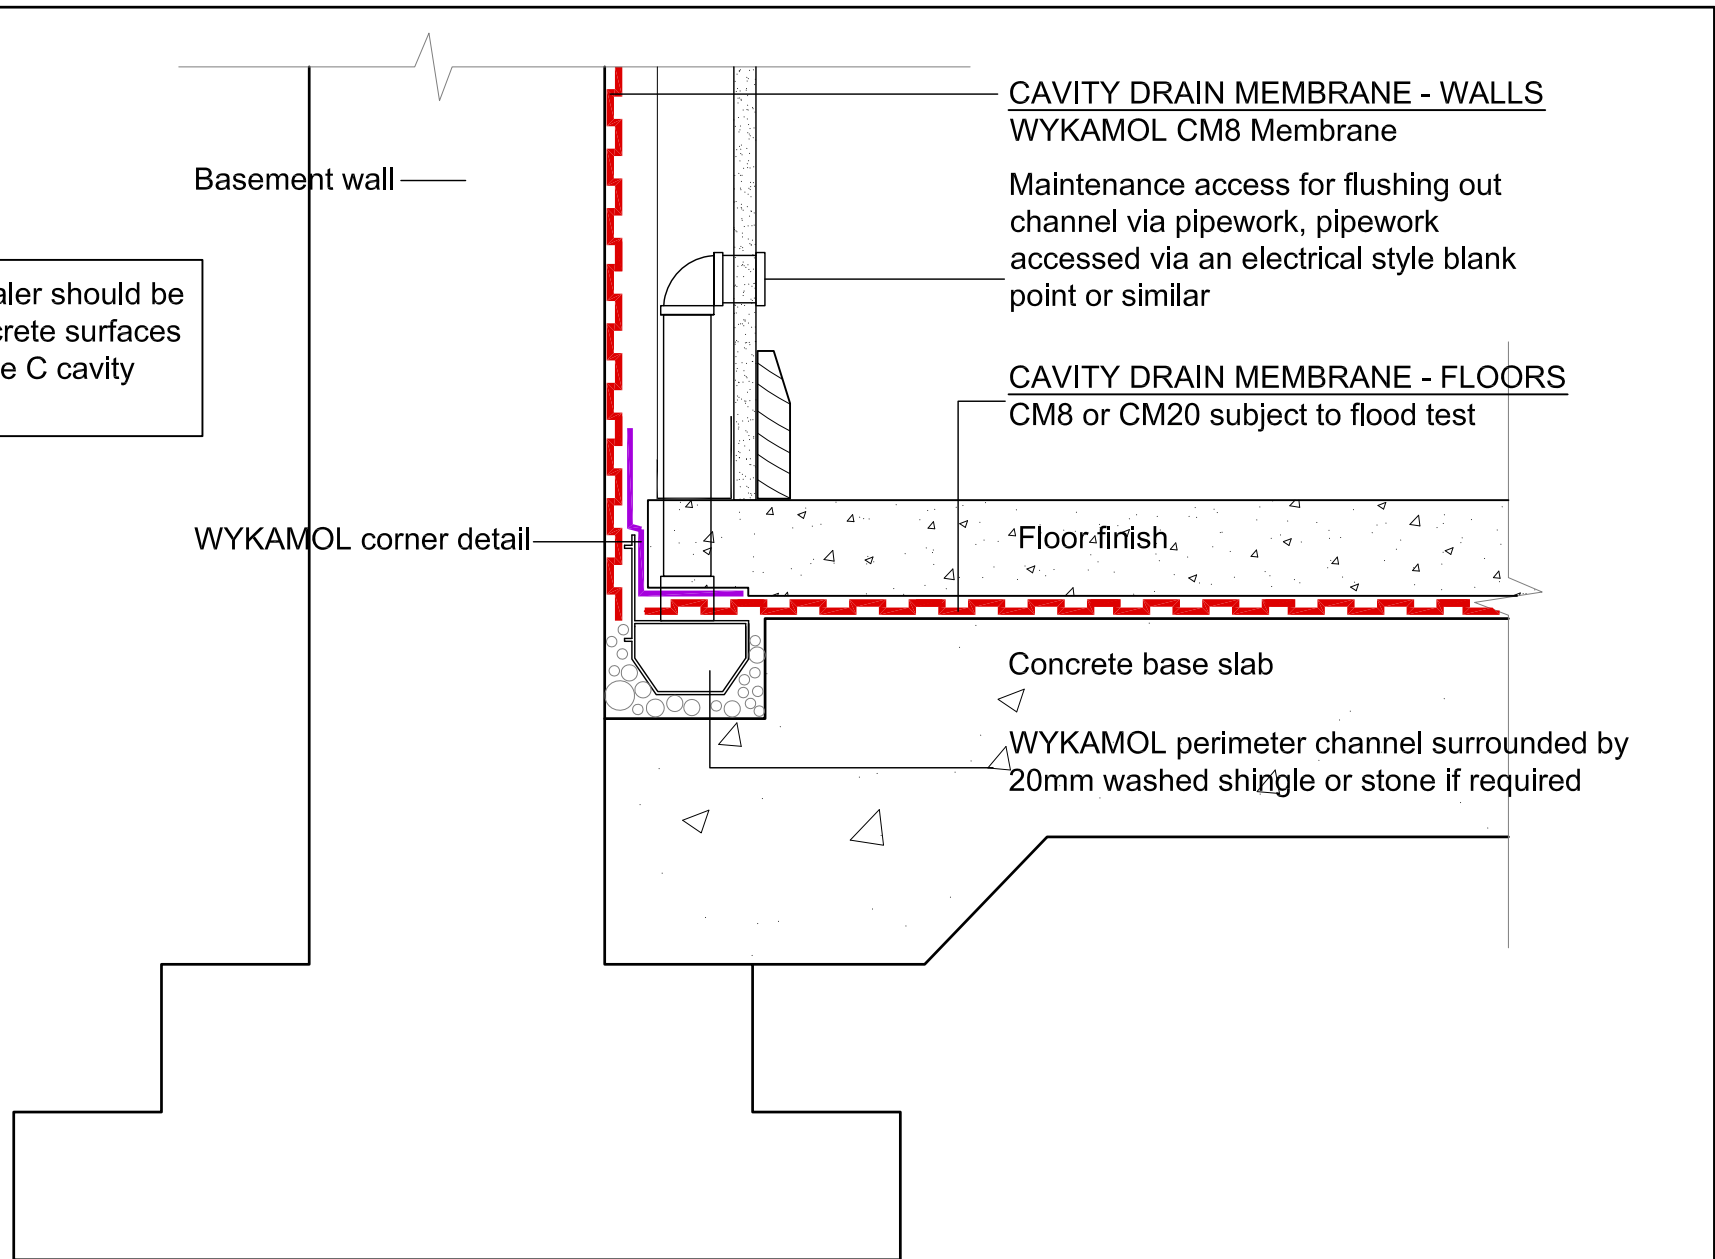 CAVITY DRAIN MEMBRANE - WALLS
WYKAMOL CM8 Membrane
Basement wall
Maintenance access for flushing out
channel via pipework, pipework
accessed via an electrical style blank
point or similar
should be
surfaces
C cavity
CAVITY DRAIN MEMBRANE - FLOORS
CM8 or CM20 subject to flood test
WYKAMOL corner detail
Floor finish
Concrete base slab
WYKAMOL perimeter channel surrounded by
20mm washed shingle or stone if required